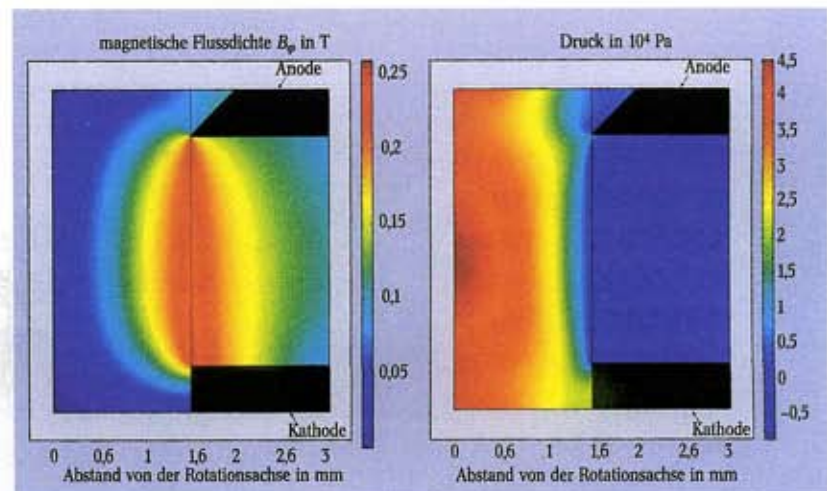 magnetische Flussdichte Bφ in T
Anode
0,25
0,2
0,15
0,1
0,05
Kathode
0 0,6 1 1,6 2 2,6 3
Abstand von der Rotationsachse in mm
Druck in 10⁴ Pa
Anode
4,5
4
3,5
3
2,5
2
1,5
1
0,5
0
−0,5
Kathode
0 0,6 1 1,6 2 2,6 3
Abstand von der Rotationsachse in mm